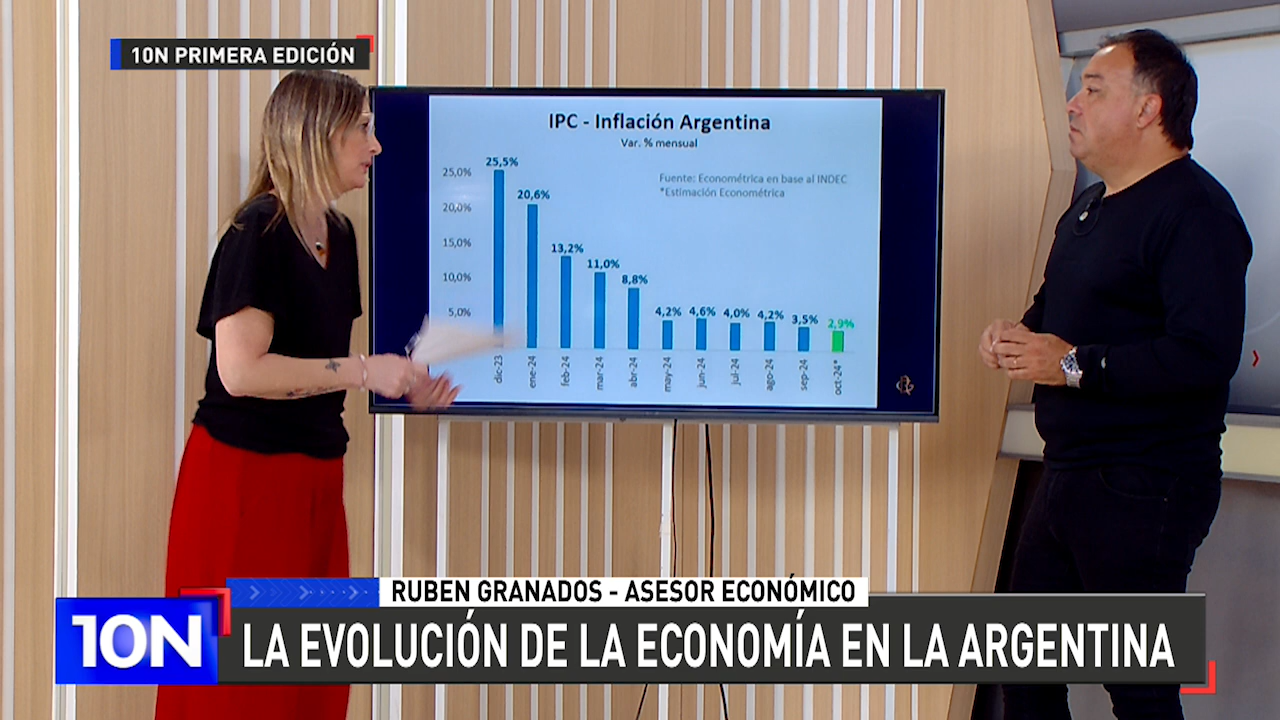 10N PRIMERA EDICIÓN
IPC - Inflación Argentina
Var. % mensual
Fuente: Econométrica en base al INDEC
*Estimación Econométrica
25,0%
20,0%
15,0%
10,0%
5,0%
25,5%
20,6%
13,2%
11,0%
8,8%
4,2%
4,6%
4,0%
4,2%
3,5%
2,9%
dic-23
ene-24
feb-24
mar-24
abr-24
may-24
jun-24
jul-24
ago-24
sep-24
oct-24*
RUBEN GRANADOS - ASESOR ECONÓMICO
10N
LA EVOLUCIÓN DE LA ECONOMÍA EN LA ARGENTINA